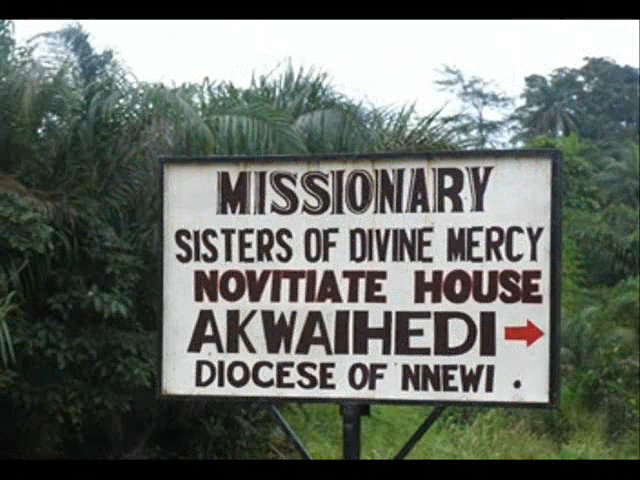 MISSIONARY
SISTERS OF DIVINE MERCY
NOVITIATE HOUSE
AKWAIHEDI
DIOCESE OF NNEWI .